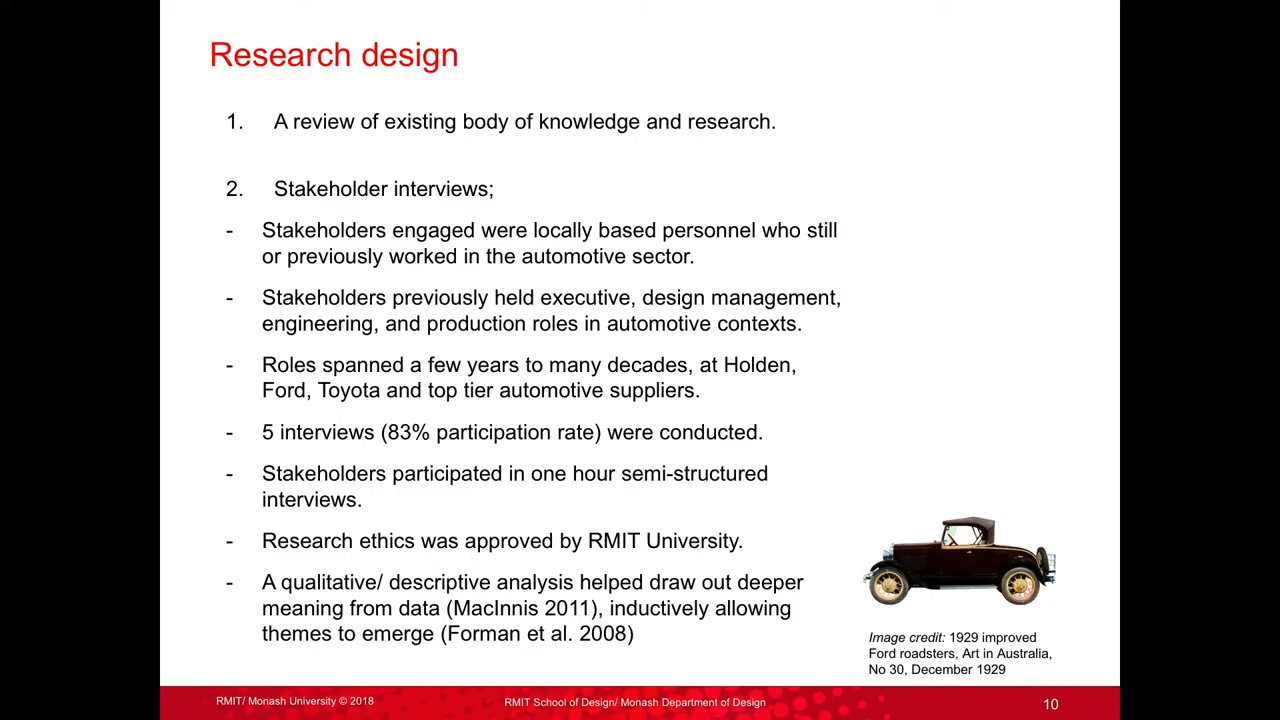 Research design
1. A review of existing body of knowledge and research.
2. Stakeholder interviews;
- Stakeholders engaged were locally based personnel who still
or previously worked in the automotive sector.
- Stakeholders previously held executive, design management,
engineering, and production roles in automotive contexts.
- Roles spanned a few years to many decades, at Holden,
Ford, Toyota and top tier automotive suppliers.
- 5 interviews (83% participation rate) were conducted.
- Stakeholders participated in one hour semi-structured
interviews.
- Research ethics was approved by RMIT University.
- A qualitative/ descriptive analysis helped draw out deeper
meaning from data (MacInnis 2011), inductively allowing
themes to emerge (Forman et al. 2008)
Image credit: 1929 improved
Ford roadsters, Art in Australia,
No 30, December 1929
RMIT/ Monash University © 2018
RMIT School of Design/ Monash Department of Design
10